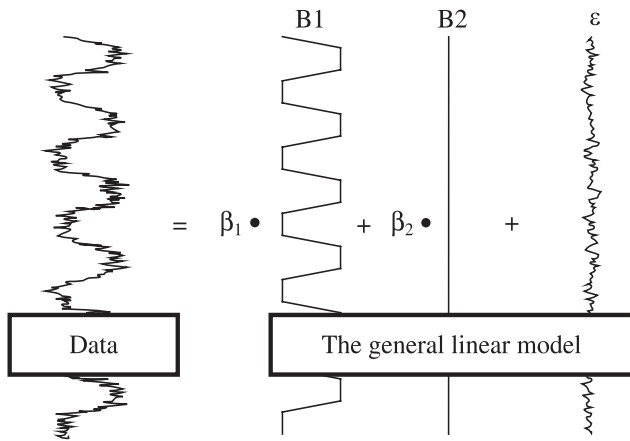 B1 B2 ε
= β₁ • + β₂ • +
Data
The general linear model